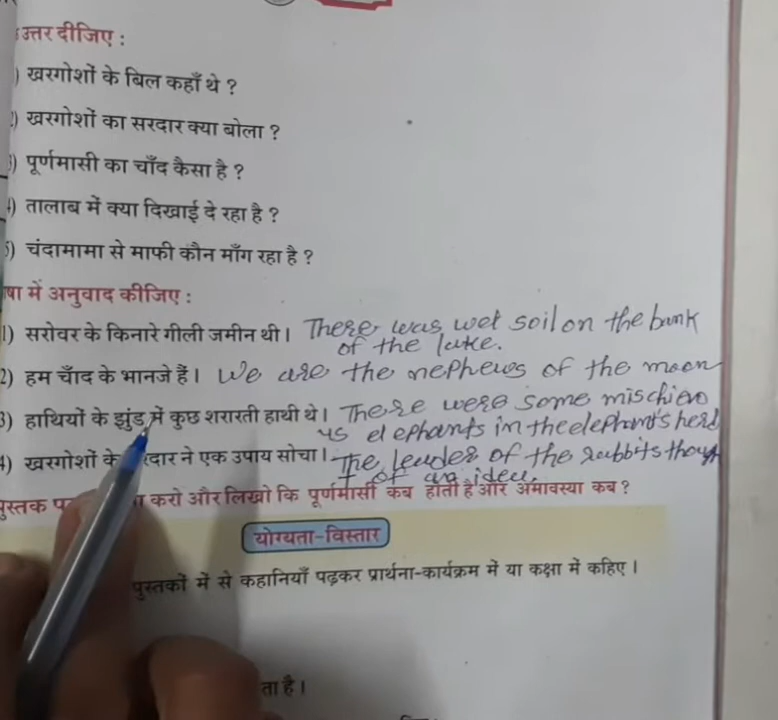 उत्तर दीजिए :
) खरगोशों के बिल कहाँ थे ?
) खरगोशों का सरदार क्या बोला ?
) पूर्णमासी का चाँद कैसा है ?
) तालाब में क्या दिखाई दे रहा है ?
5) चंदामामा से माफी कौन माँग रहा है ?
षा में अनुवाद कीजिए :
1) सरोवर के किनारे गीली जमीन थी । There was wet soil on the bank
of the lake.
2) हम चाँद के भानजे हैं । We are the nephews of the moon
3) हाथियों के झुंड में कुछ शरारती हाथी थे । There were some mischievo
us elephants in the elephant's herd
4) खरगोशों के रदार ने एक उपाय सोचा । The leader of the rabbits though
t of an idea.
पुस्तक करो और लिखो कि पूर्णमासी कब होती है और अमावस्या कब ?
योग्यता-विस्तार
पुस्तकों में से कहानियाँ पढ़कर प्रार्थना-कार्यक्रम में या कक्षा में कहिए ।
ता है ।